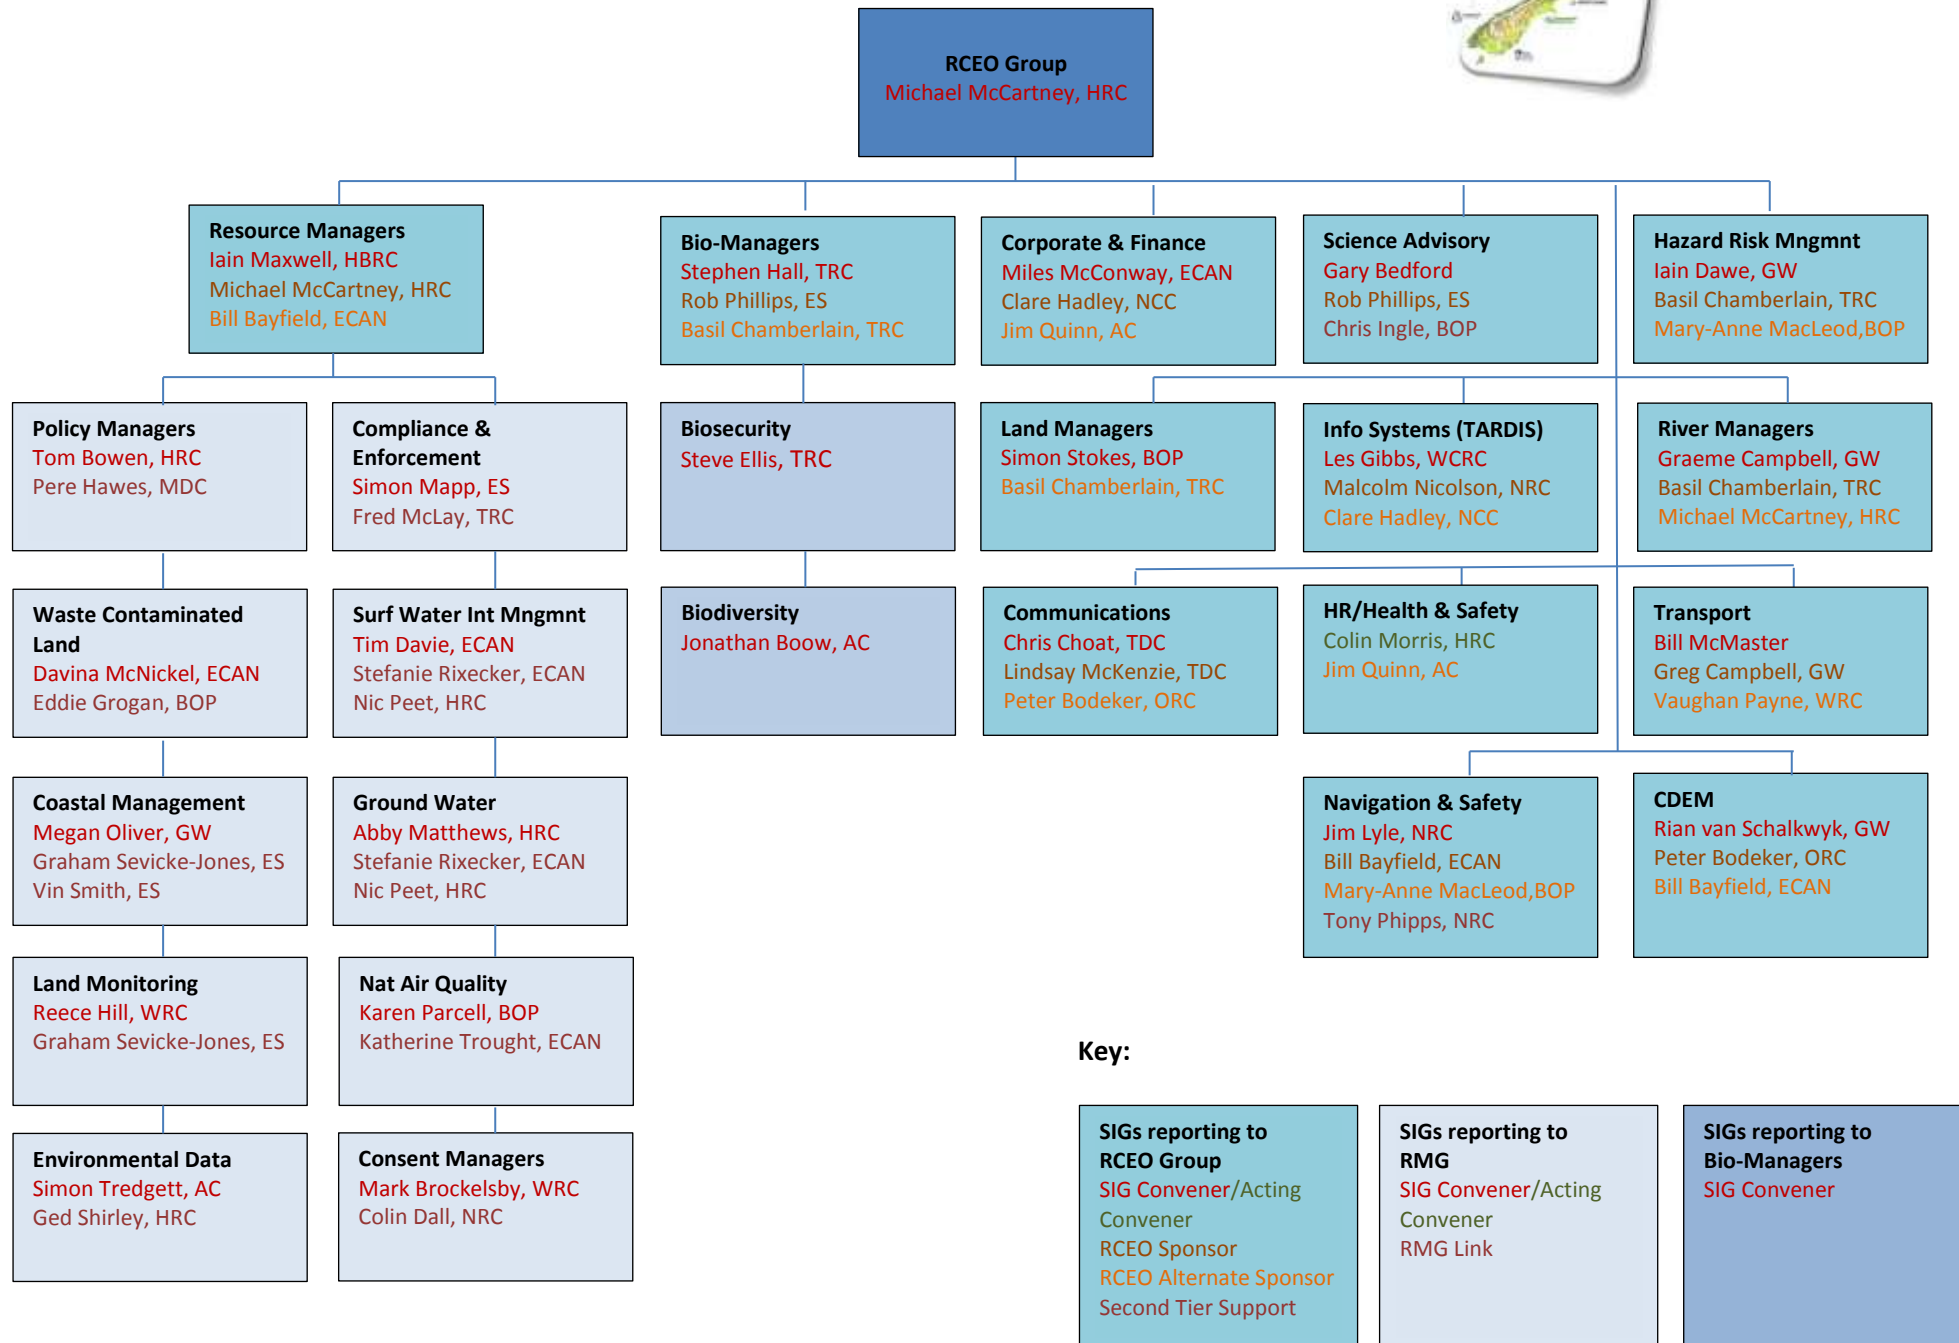 RCEO Group
Michael McCartney, HRC
Resource Managers
Iain Maxwell, HBRC
Michael McCartney, HRC
Bill Bayfield, ECAN
Bio-Managers
Stephen Hall, TRC
Rob Phillips, ES
Basil Chamberlain, TRC
Corporate & Finance
Miles McConway, ECAN
Clare Hadley, NCC
Jim Quinn, AC
Science Advisory
Gary Bedford
Rob Phillips, ES
Chris Ingle, BOP
Hazard Risk Mngmnt
Iain Dawe, GW
Basil Chamberlain, TRC
Mary-Anne MacLeod,BOP
Policy Managers
Tom Bowen, HRC
Pere Hawes, MDC
Compliance &
Enforcement
Simon Mapp, ES
Fred McLay, TRC
Biosecurity
Steve Ellis, TRC
Land Managers
Simon Stokes, BOP
Basil Chamberlain, TRC
Info Systems (TARDIS)
Les Gibbs, WCRC
Malcolm Nicolson, NRC
Clare Hadley, NCC
River Managers
Graeme Campbell, GW
Basil Chamberlain, TRC
Michael McCartney, HRC
Waste Contaminated
Land
Davina McNickel, ECAN
Eddie Grogan, BOP
Surf Water Int Mngmnt
Tim Davie, ECAN
Stefanie Rixecker, ECAN
Nic Peet, HRC
Biodiversity
Jonathan Boow, AC
Communications
Chris Choat, TDC
Lindsay McKenzie, TDC
Peter Bodeker, ORC
HR/Health & Safety
Colin Morris, HRC
Jim Quinn, AC
Transport
Bill McMaster
Greg Campbell, GW
Vaughan Payne, WRC
Coastal Management
Megan Oliver, GW
Graham Sevicke-Jones, ES
Vin Smith, ES
Ground Water
Abby Matthews, HRC
Stefanie Rixecker, ECAN
Nic Peet, HRC
Navigation & Safety
Jim Lyle, NRC
Bill Bayfield, ECAN
Mary-Anne MacLeod,BOP
Tony Phipps, NRC
CDEM
Rian van Schalkwyk, GW
Peter Bodeker, ORC
Bill Bayfield, ECAN
Land Monitoring
Reece Hill, WRC
Graham Sevicke-Jones, ES
Nat Air Quality
Karen Parcell, BOP
Katherine Trought, ECAN
Environmental Data
Simon Tredgett, AC
Ged Shirley, HRC
Consent Managers
Mark Brockelsby, WRC
Colin Dall, NRC
Key:
SIGs reporting to
RCEO Group
SIG Convener/Acting
Convener
RCEO Sponsor
RCEO Alternate Sponsor
Second Tier Support
SIGs reporting to
RMG
SIG Convener/Acting
Convener
RMG Link
SIGs reporting to
Bio-Managers
SIG Convener